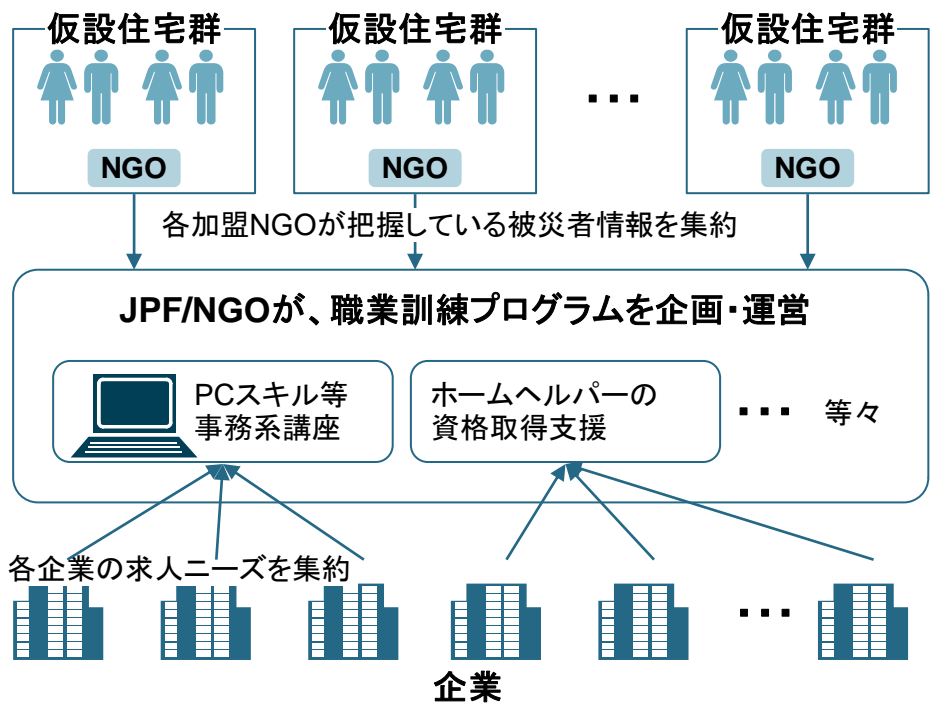 仮設住宅群
仮設住宅群
仮設住宅群
…
NGO
NGO
NGO
各加盟NGOが把握している被災者情報を集約
JPF/NGOが、職業訓練プログラムを企画・運営
PCスキル等
事務系講座
ホームヘルパーの
資格取得支援
… 等々
各企業の求人ニーズを集約
…
企業